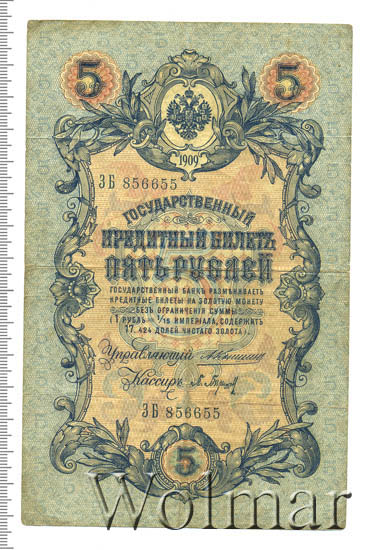 5 5
1909
ЗБ 856655
ГОСУДАРСТВЕННЫЙ
КРЕДИТНЫЙ БИЛЕТЪ
ПЯТЬ РУБЛЕЙ
ГОСУДАРСТВЕННЫЙ БАНКЪ РАЗМѢНИВАЕТЪ
КРЕДИТНЫЕ БИЛЕТЫ НА ЗОЛОТУЮ МОНЕТУ
БЕЗЪ ОГРАНИЧЕНІЯ СУММЫ
(1 РУБЛЬ = 1/15 ИМПЕРІАЛА, СОДЕРЖИТЪ
17,424 ДОЛЕЙ ЧИСТАГО ЗОЛОТА).
Управляющій
Кассиръ
ЗБ 856655
5
Wolmar